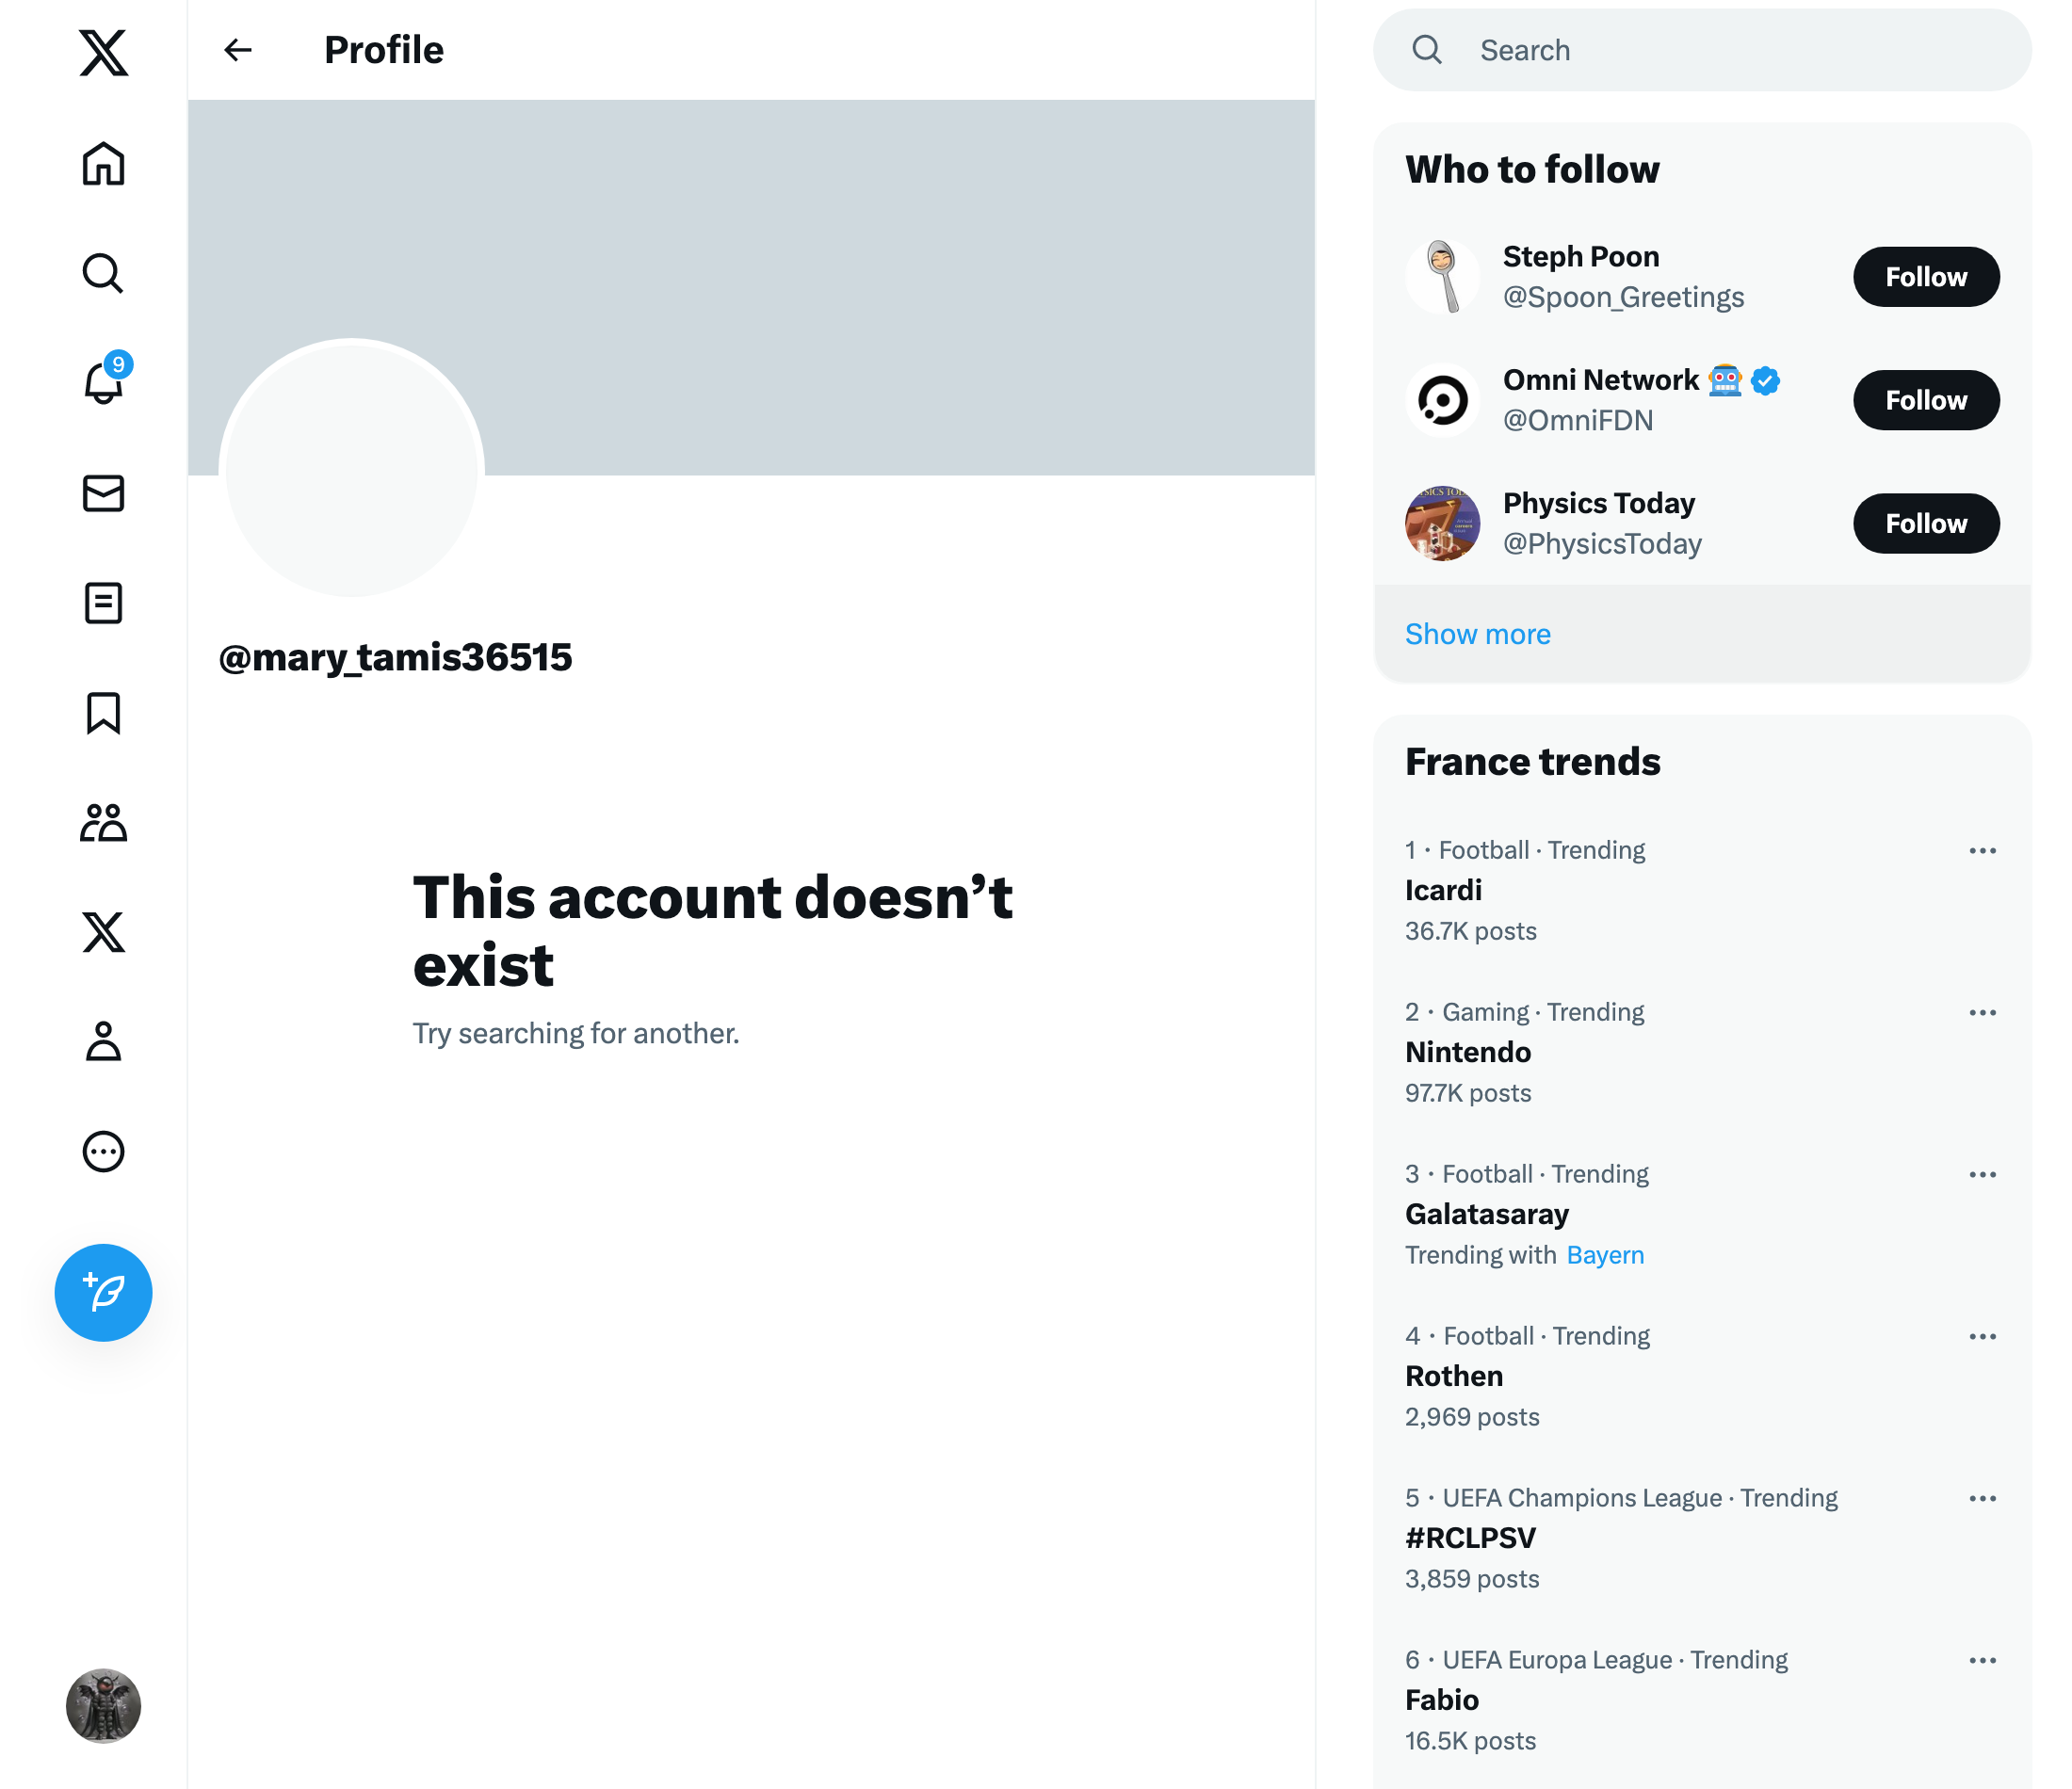 Profile
9
@mary_tamis36515
This account doesn’t
exist
Try searching for another.
Search
Who to follow
Steph Poon
@Spoon_Greetings
Follow
Omni Network
@OmniFDN
Follow
Physics Today
@PhysicsToday
Follow
Show more
France trends
1 · Football · Trending
Icardi
36.7K posts
2 · Gaming · Trending
Nintendo
97.7K posts
3 · Football · Trending
Galatasaray
Trending with Bayern
4 · Football · Trending
Rothen
2,969 posts
5 · UEFA Champions League · Trending
#RCLPSV
3,859 posts
6 · UEFA Europa League · Trending
Fabio
16.5K posts